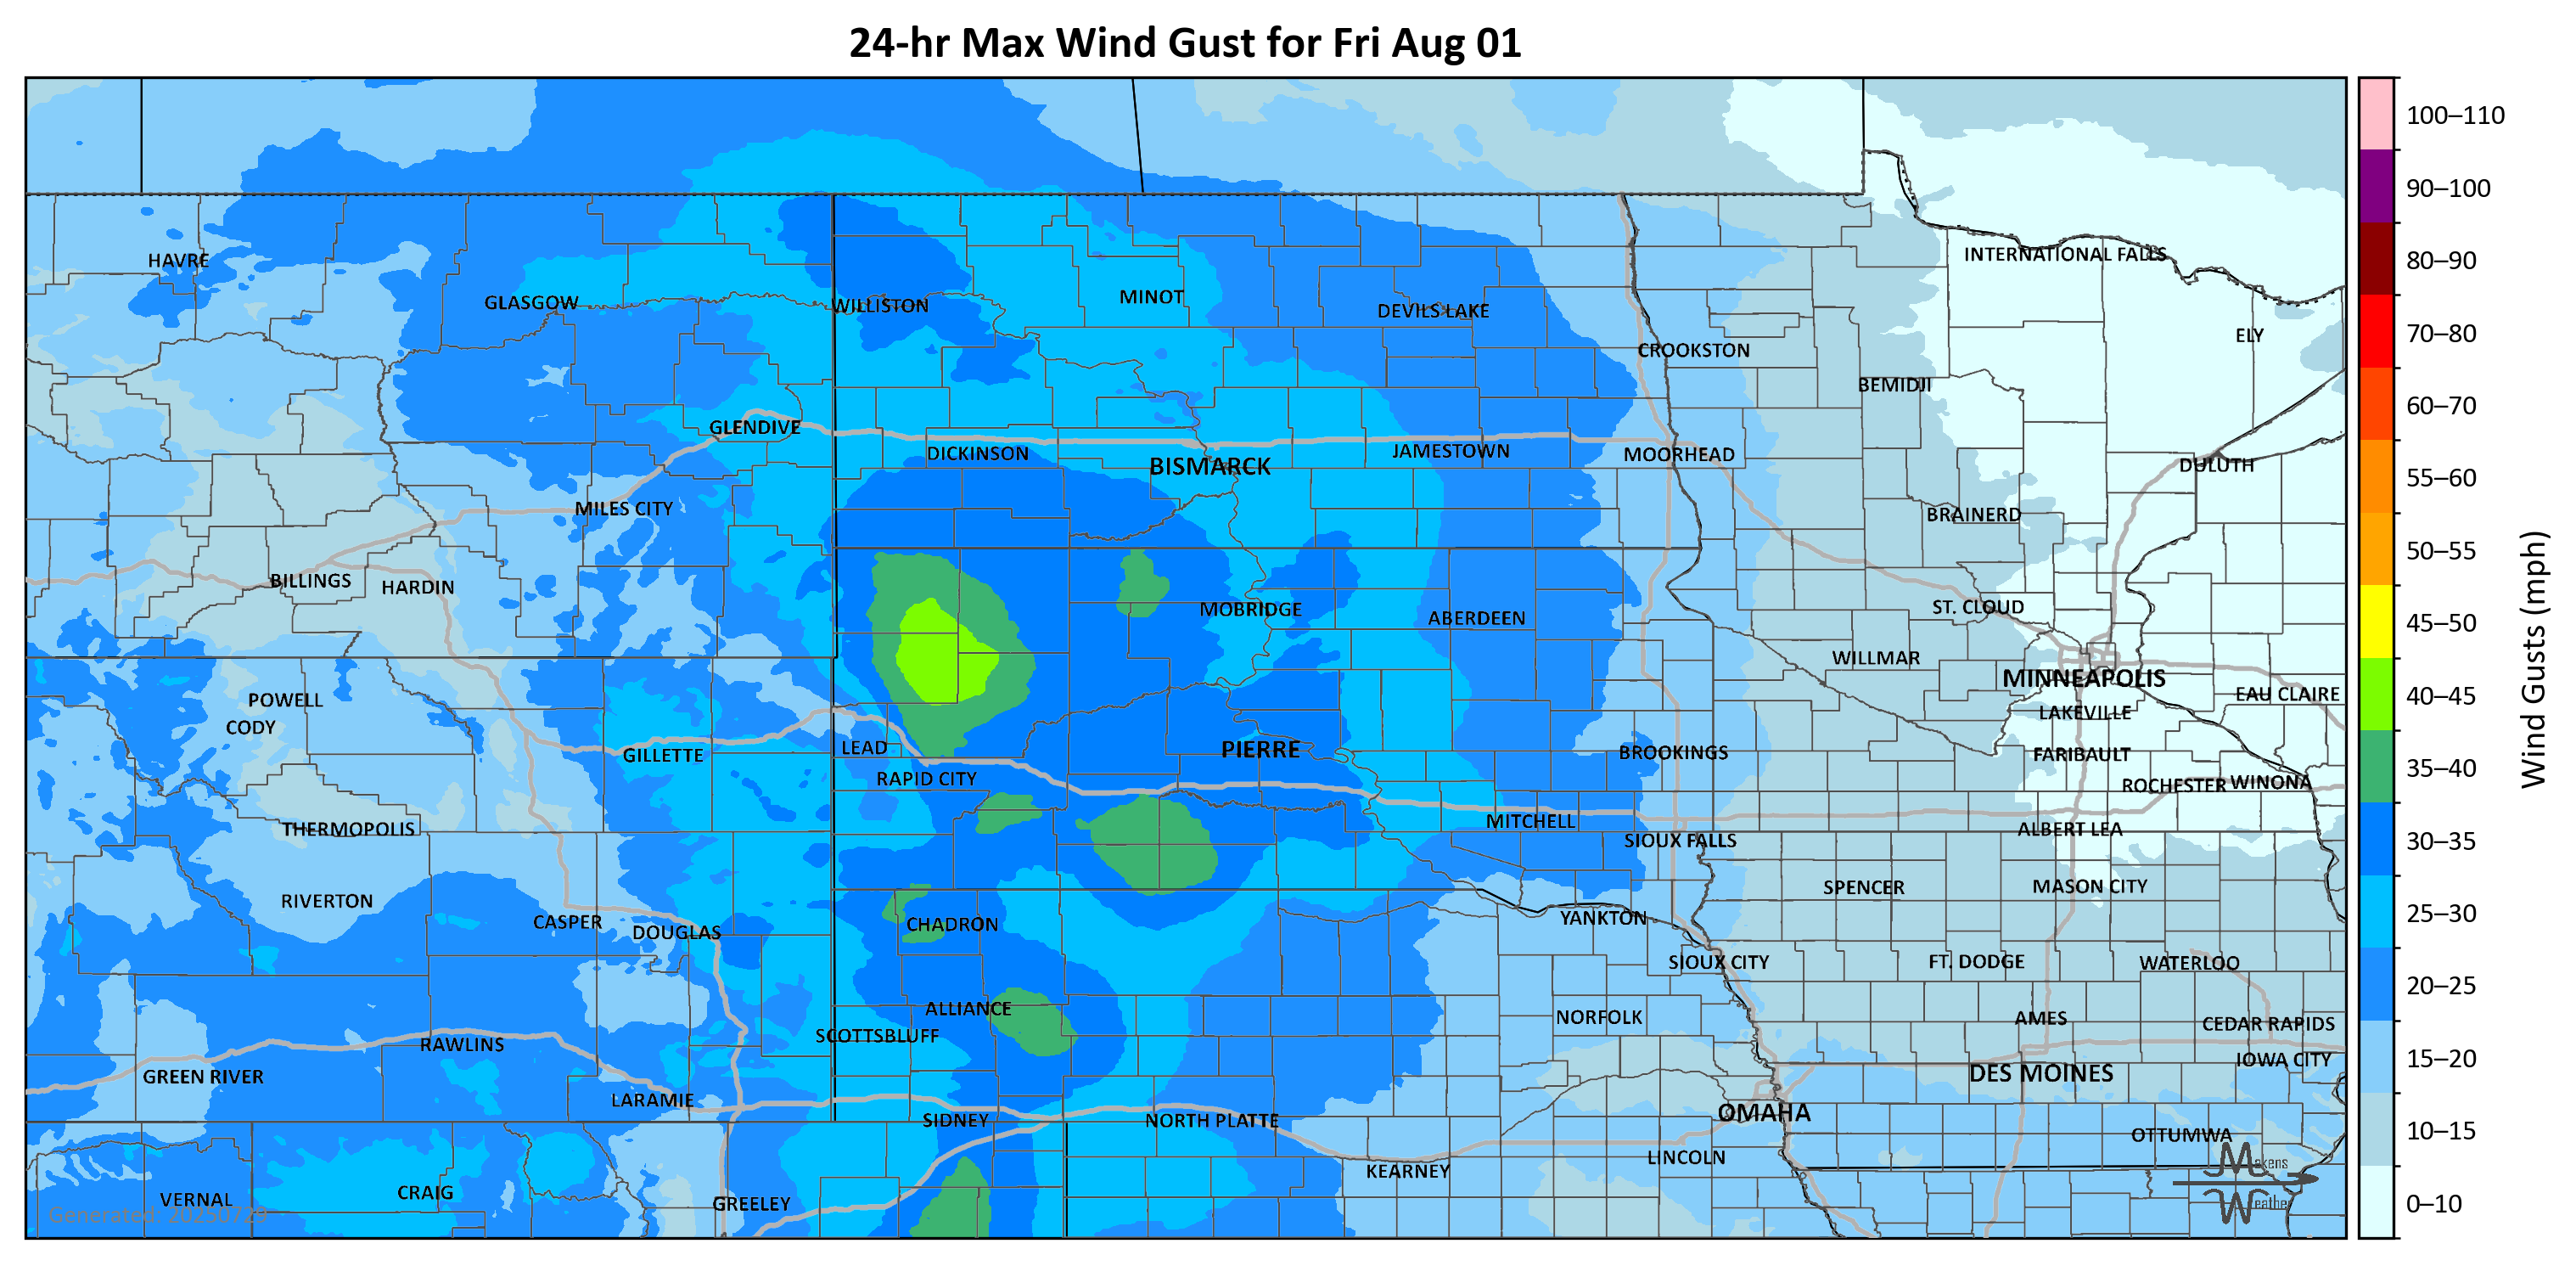 24-hr Max Wind Gust for Fri Aug 01
100–110
90–100
INTERNATIONAL FALLS
HAVRE
80–90
MINOT
GLASGOW
WILLISTON
DEVILS LAKE
70–80
ELY
CROOKSTON
BEMIDJI
60–70
GLENDIVE
DICKINSON
JAMESTOWN
MOORHEAD
BISMARCK
DULUTH
55–60
MILES CITY
BRAINERD
50–55
BILLINGS
HARDIN
MOBRIDGE
ST. CLOUD
ABERDEEN
45–50
WILLMAR
MINNEAPOLIS
EAU CLAIRE
40–45
POWELL
LAKEVILLE
CODY
LEAD
PIERRE
BROOKINGS
GILLETTE
FARIBAULT
35–40
RAPID CITY
ROCHESTER
WINONA
MITCHELL
THERMOPOLIS
ALBERT LEA
SIOUX FALLS
30–35
SPENCER
MASON CITY
RIVERTON
25–30
CASPER
DOUGLAS
CHADRON
YANKTON
SIOUX CITY
FT. DODGE
WATERLOO
20–25
ALLIANCE
NORFOLK
AMES
CEDAR RAPIDS
SCOTTSBLUFF
RAWLINS
IOWA CITY
15–20
GREEN RIVER
DES MOINES
LARAMIE
OMAHA
SIDNEY
NORTH PLATTE
OTTUMWA
10–15
LINCOLN
KEARNEY
Makens
Weather
VERNAL
CRAIG
GREELEY
0–10
Generated: 20250729
Wind Gusts (mph)